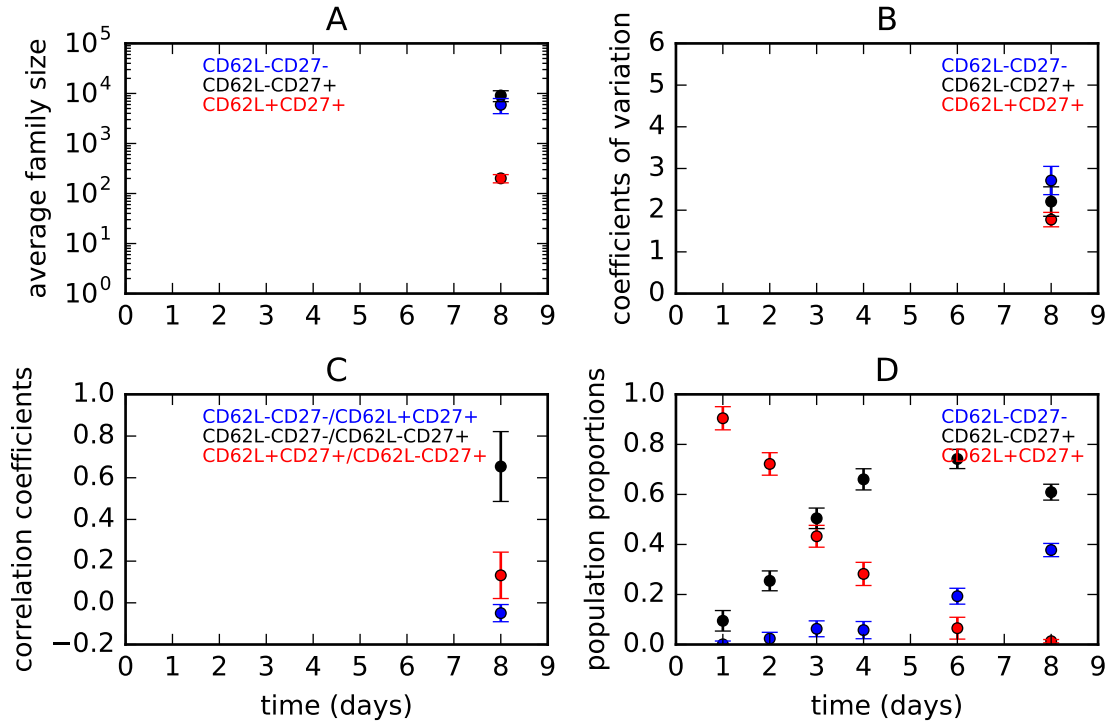 A
average family size
10^5
10^4
10^3
10^2
10^1
10^0
CD62L-CD27-
CD62L-CD27+
CD62L+CD27+
0 1 2 3 4 5 6 7 8 9
B
coefficients of variation
6
5
4
3
2
1
0
CD62L-CD27-
CD62L-CD27+
CD62L+CD27+
0 1 2 3 4 5 6 7 8 9
C
correlation coefficients
1.0
0.8
0.6
0.4
0.2
0.0
−0.2
CD62L-CD27-/CD62L+CD27+
CD62L-CD27-/CD62L-CD27+
CD62L+CD27+/CD62L-CD27+
0 1 2 3 4 5 6 7 8 9
time (days)
D
population proportions
1.0
0.8
0.6
0.4
0.2
0.0
CD62L-CD27-
CD62L-CD27+
CD62L+CD27+
0 1 2 3 4 5 6 7 8 9
time (days)